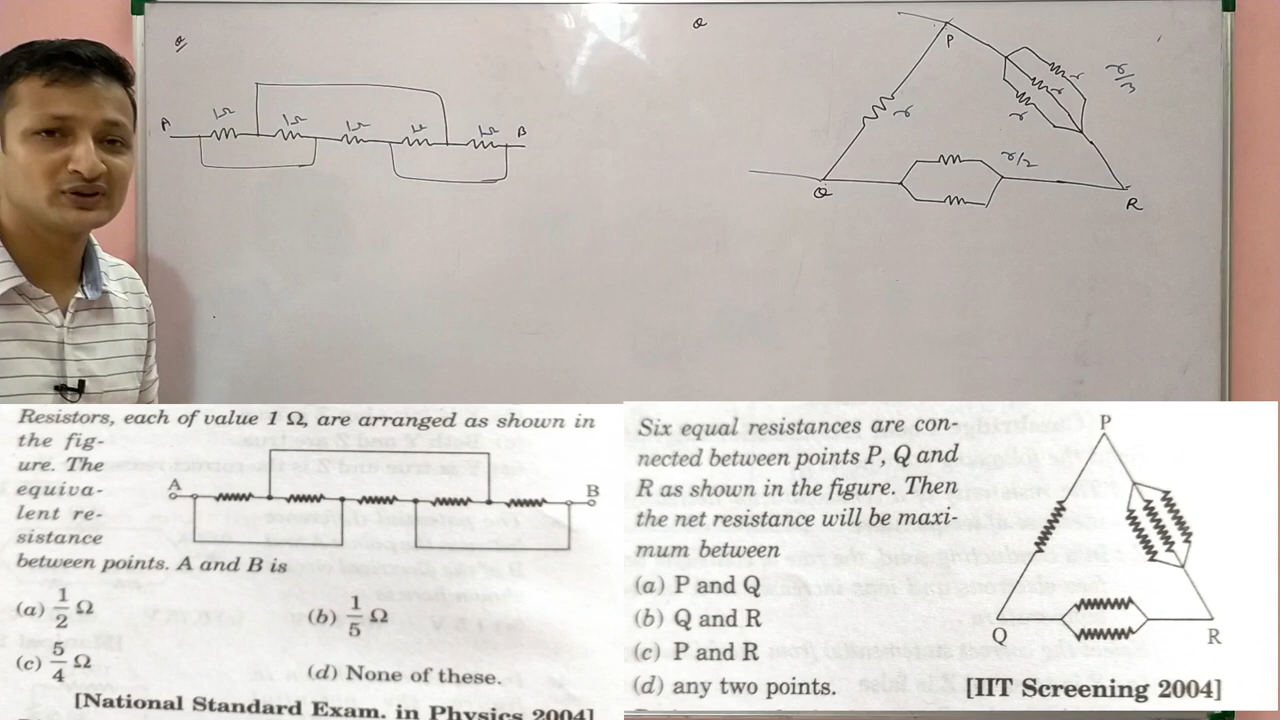 Q
A
1Ω
1Ω
1Ω
1Ω
1Ω
B
Q
P
r
r
r
r
r/3
r/2
Q
R
Resistors, each of value 1 Ω, are arranged as shown in
the fig-
ure. The
equiva-
lent re-
sistance
between points. A and B is
A
B
(a) 1/2 Ω
(b) 1/5 Ω
(c) 5/4 Ω
(d) None of these.
[National Standard Exam. in Physics 2004]
Six equal resistances are con-
nected between points P, Q and
R as shown in the figure. Then
the net resistance will be maxi-
mum between
(a) P and Q
(b) Q and R
(c) P and R
(d) any two points.
[IIT Screening 2004]
P
Q
R